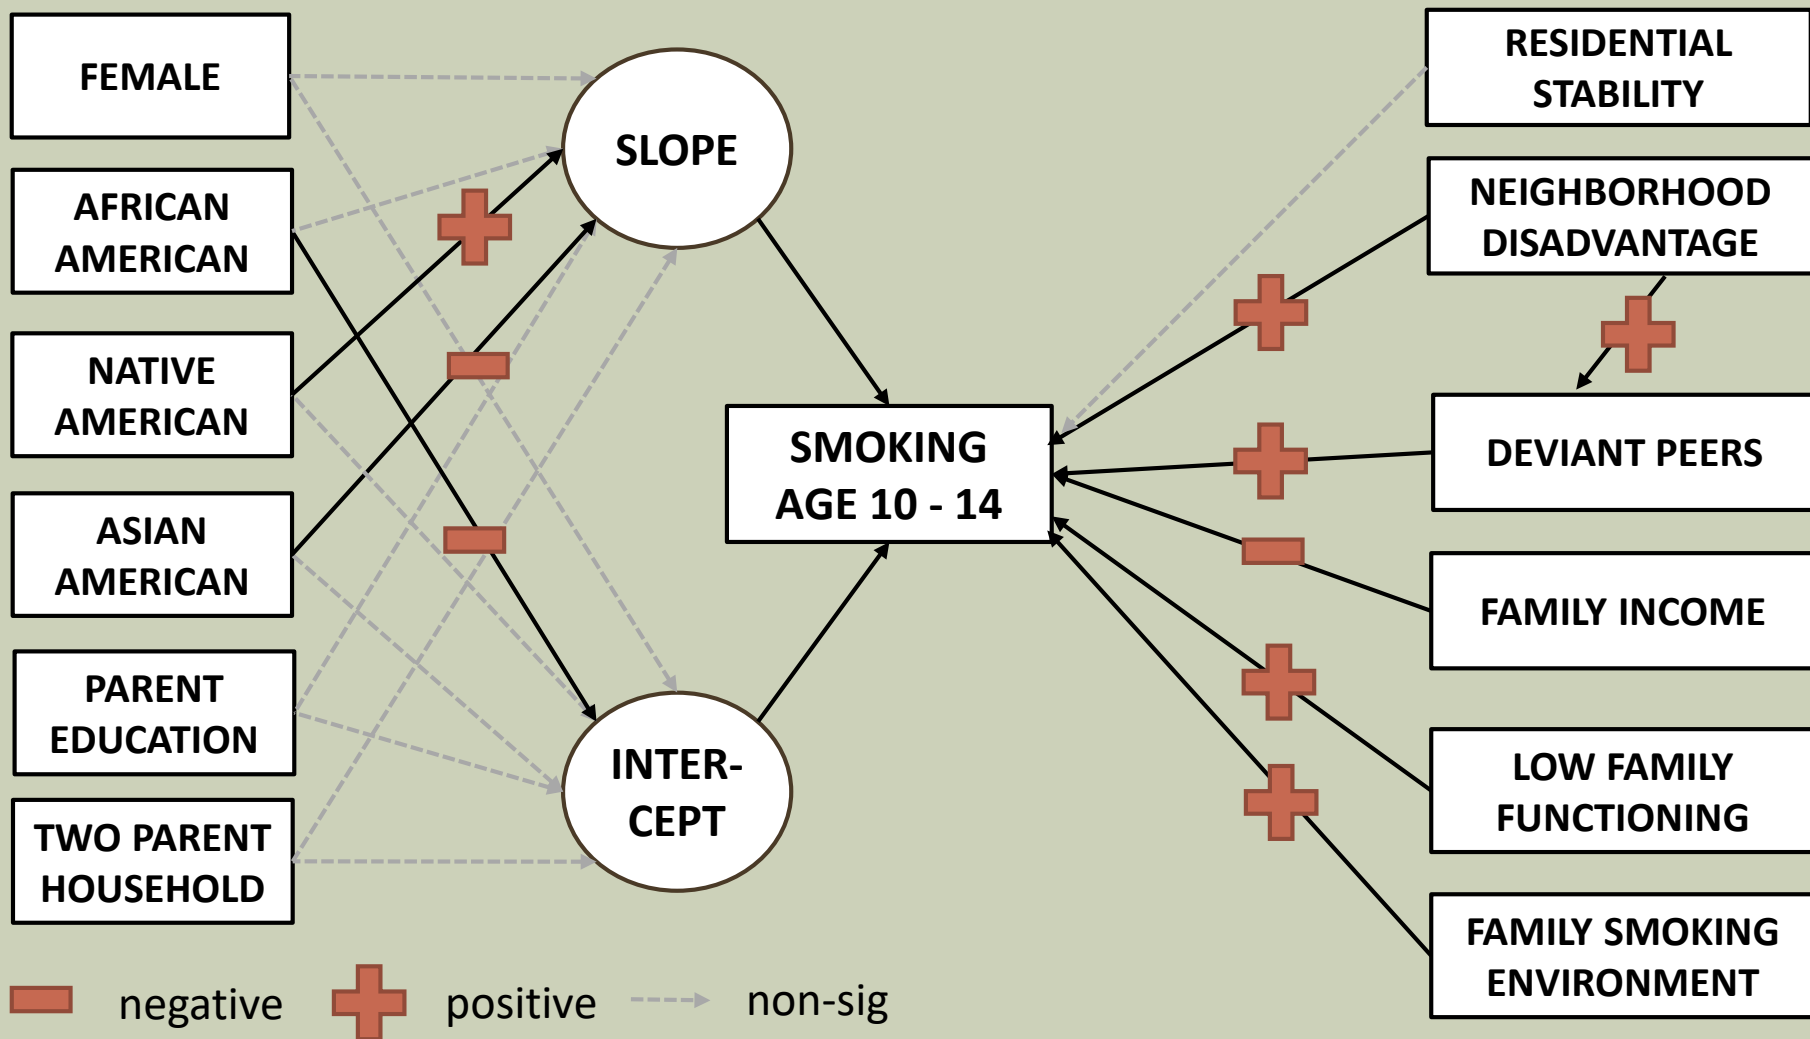 FEMALE
AFRICAN
AMERICAN
NATIVE
AMERICAN
ASIAN
AMERICAN
PARENT
EDUCATION
TWO PARENT
HOUSEHOLD
SLOPE
INTER-
CEPT
SMOKING
AGE 10 - 14
RESIDENTIAL
STABILITY
NEIGHBORHOOD
DISADVANTAGE
DEVIANT PEERS
FAMILY INCOME
LOW FAMILY
FUNCTIONING
FAMILY SMOKING
ENVIRONMENT
negative
positive
non-sig